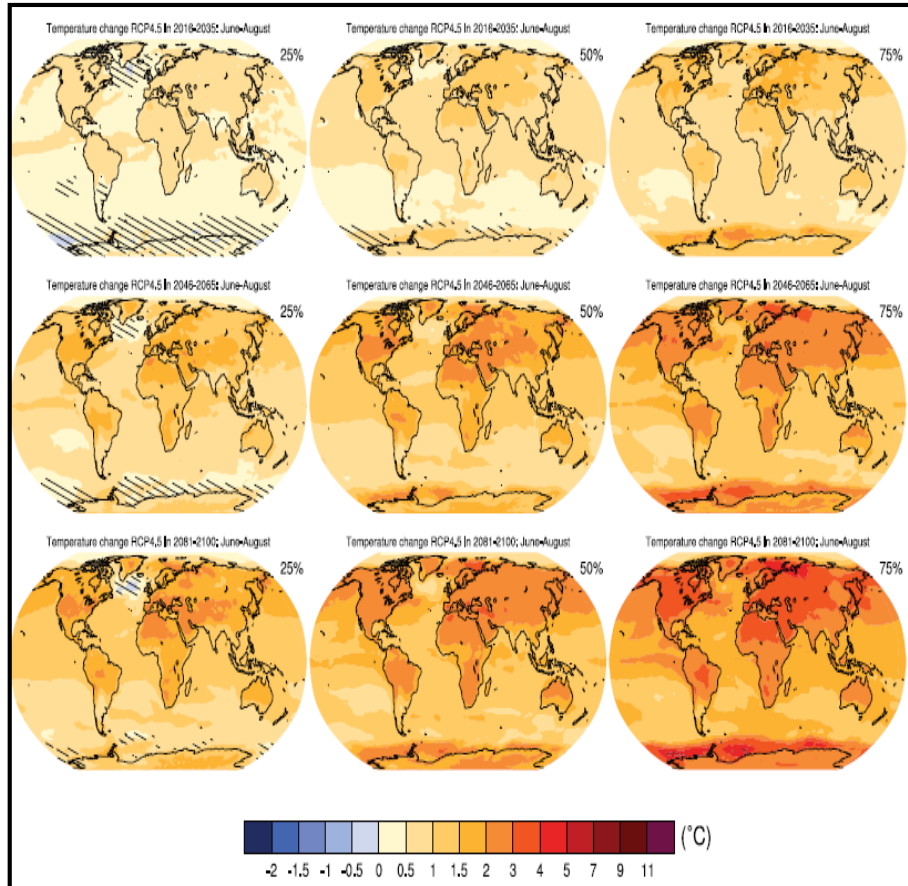 Temperature change RCP4.5 in 2016-2035: June-August
25%
Temperature change RCP4.5 in 2016-2035: June-August
50%
Temperature change RCP4.5 in 2016-2035: June-August
75%
Temperature change RCP4.5 in 2046-2065: June-August
25%
Temperature change RCP4.5 in 2046-2065: June-August
50%
Temperature change RCP4.5 in 2046-2065: June-August
75%
Temperature change RCP4.5 in 2081-2100: June-August
25%
Temperature change RCP4.5 in 2081-2100: June-August
50%
Temperature change RCP4.5 in 2081-2100: June-August
75%
(°C)
-2 -1.5 -1 -0.5 0 0.5 1 1.5 2 3 4 5 7 9 11